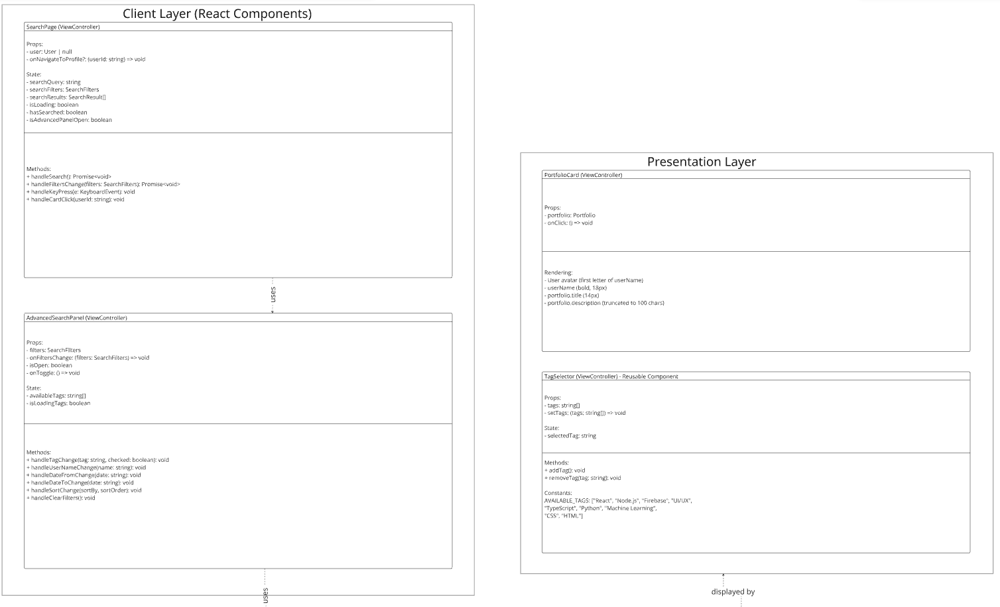 Client Layer (React Components)
SearchPage (ViewController)
Props:
- user: User | null
- onNavigateToProfile?: (userId: string) => void
State:
- searchQuery: string
- searchFilters: SearchFilters
- searchResults: SearchResult[]
- isLoading: boolean
- hasSearched: boolean
- isAdvancedPanelOpen: boolean
Methods:
+ handleSearch(): Promise<void>
+ handleFiltersChange(filters: SearchFilters): Promise<void>
+ handleKeyPress(e: KeyboardEvent): void
+ handleCardClick(userId: string): void
uses
AdvancedSearchPanel (ViewController)
Props:
- filters: SearchFilters
- onFiltersChange: (filters: SearchFilters) => void
- isOpen: boolean
- onToggle: () => void
State:
- availableTags: string[]
- isLoadingTags: boolean
Methods:
+ handleTagChange(tag: string, checked: boolean): void
+ handleUserNameChange(name: string): void
+ handleDateFromChange(date: string): void
+ handleDateToChange(date: string): void
+ handleSortChange(sortBy, sortOrder): void
+ handleClearFilters(): void
uses
Presentation Layer
PortfolioCard (ViewController)
Props:
- portfolio: Portfolio
- onClick: () => void
Rendering:
- User avatar (first letter of userName)
- userName (bold, 18px)
- portfolio.title (14px)
- portfolio.description (truncated to 100 chars)
TagSelector (ViewController) - Reusable Component
Props:
- tags: string[]
- setTags: (tags: string[]) => void
State:
- selectedTag: string
Methods:
+ addTag(): void
+ removeTag(tag: string): void
Constants:
AVAILABLE_TAGS: ["React", "Node.js", "Firebase", "UI/UX",
"TypeScript", "Python", "Machine Learning",
"CSS", "HTML"]
displayed by